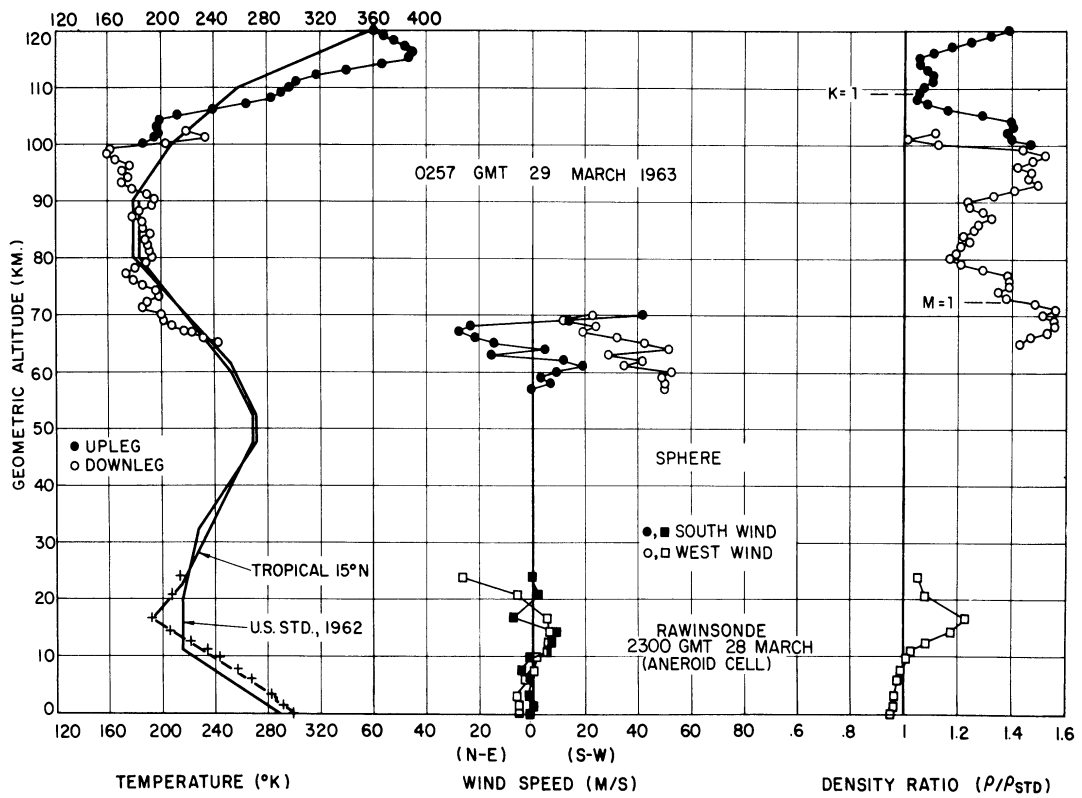 120 160 200 240 280 320 360 400
120
110
100
90
80
70
60
50
40
30
20
10
0
GEOMETRIC ALTITUDE (KM.)
K=1
0257 GMT 29 MARCH 1963
M=1
● UPLEG
○ DOWNLEG
SPHERE
●,■ SOUTH WIND
○,□ WEST WIND
TROPICAL 15°N
U.S. STD., 1962
RAWINSONDE
2300 GMT 28 MARCH
(ANEROID CELL)
120 160 200 240 280 320 360 40 20 0 20 40 60 80 .6 .8 1 1.2 1.4 1.6
(N-E) (S-W)
TEMPERATURE (°K) WIND SPEED (M/S) DENSITY RATIO (ρ/ρSTD)